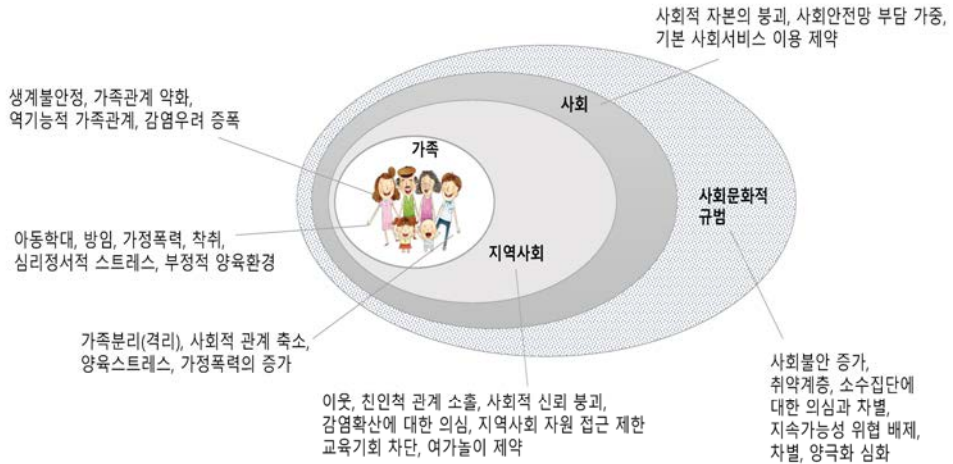 사회적 자본의 붕괴, 사회안전망 부담 가중,
기본 사회서비스 이용 제약
생계불안정, 가족관계 약화,
역기능적 가족관계, 감염우려 증폭
사회
가족
사회문화적
규범
아동학대, 방임, 가정폭력, 착취,
심리정서적 스트레스, 부정적 양육환경
지역사회
가족분리(격리), 사회적 관계 축소,
양육스트레스, 가정폭력의 증가
이웃, 친인척 관계 소홀, 사회적 신뢰 붕괴,
감염확산에 대한 의심, 지역사회 자원 접근 제한
교육기회 차단, 여가놀이 제약
사회불안 증가,
취약계층, 소수집단에
대한 의심과 차별,
지속가능성 위협 배제,
차별, 양극화 심화